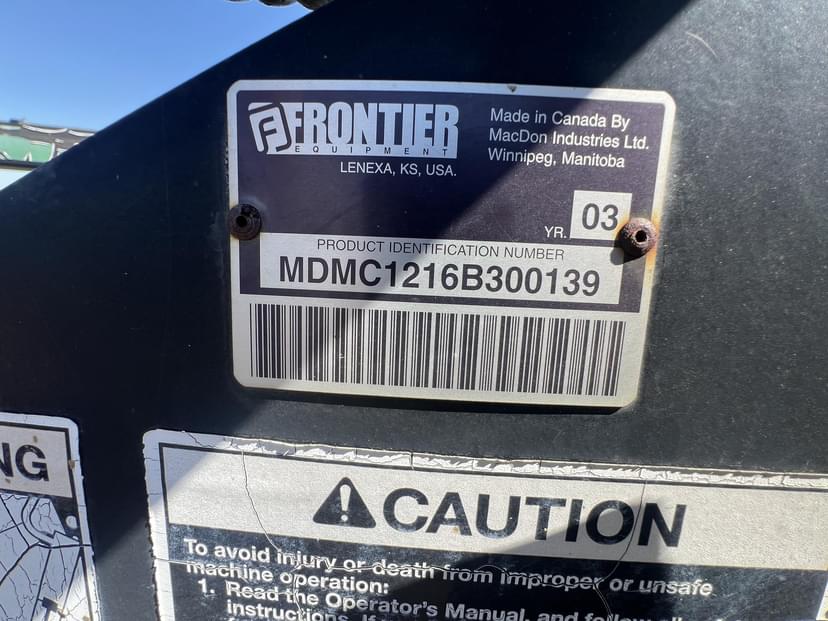 FRONTIER
EQUIPMENT
LENEXA, KS, USA.
Made in Canada By
MacDon Industries Ltd.
Winnipeg, Manitoba
YR. 03
PRODUCT IDENTIFICATION NUMBER
MDMC1216B300139
NG
CAUTION
To avoid injury or death from improper or unsafe
machine operation:
1. Read the Operator's Manual, and follow all
instructions. If